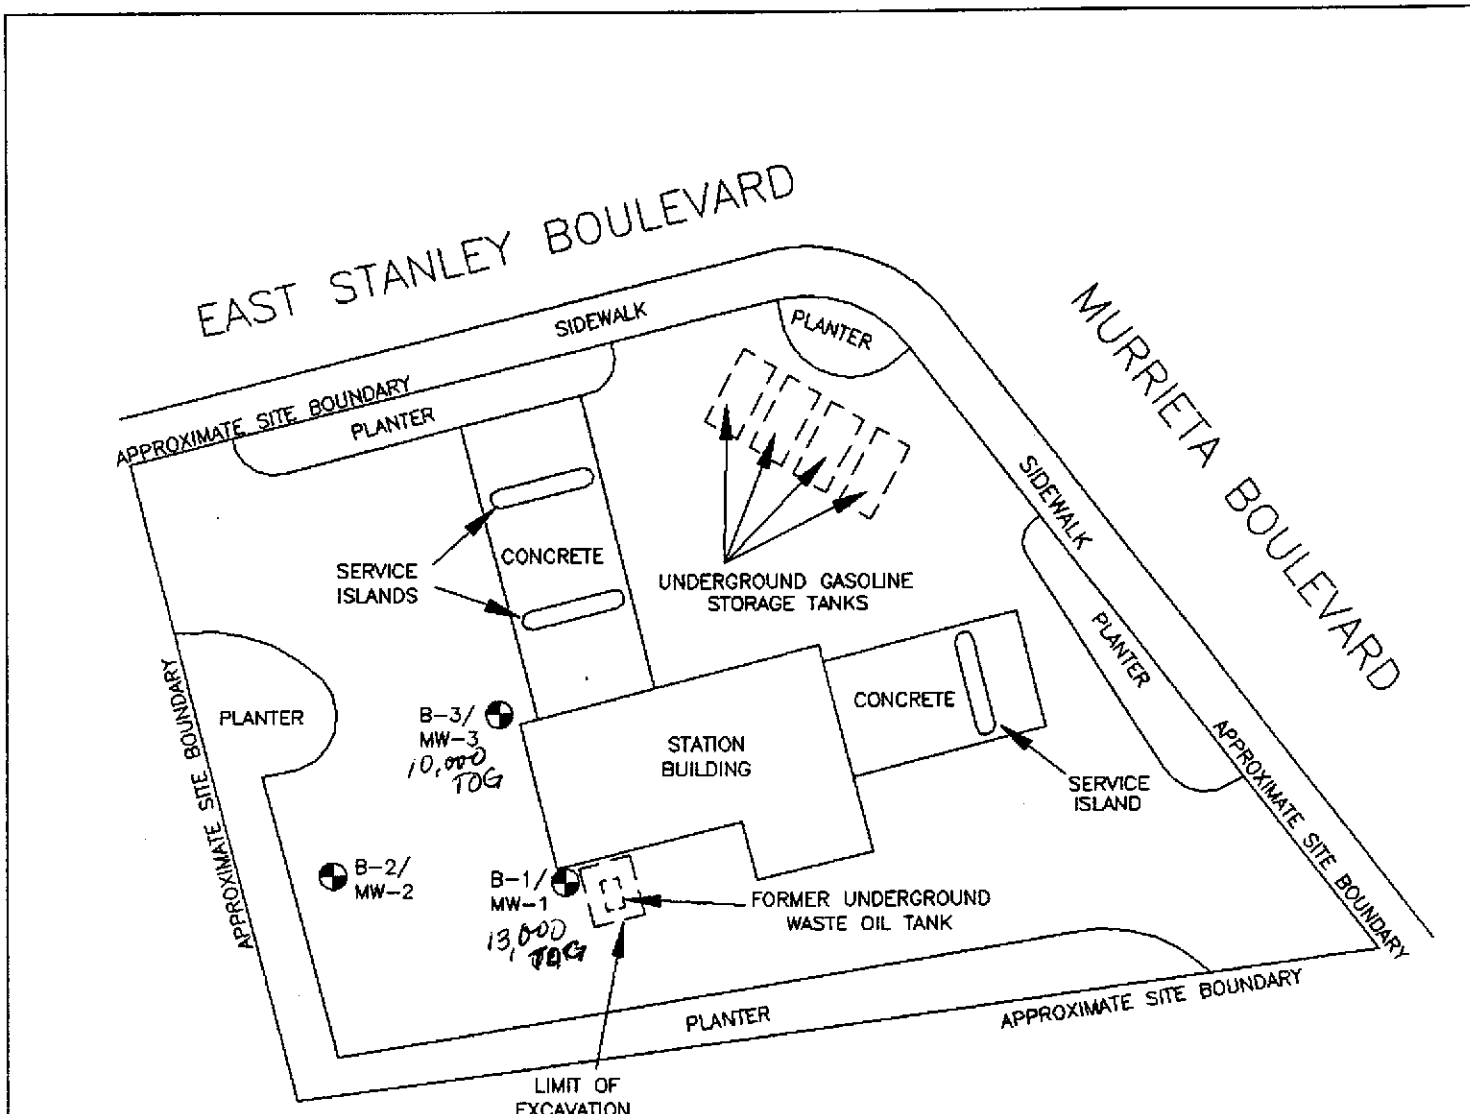 EAST STANLEY BOULEVARD
MURRIETA BOULEVARD
SIDEWALK
PLANTER
APPROXIMATE SITE BOUNDARY
PLANTER
SIDEWALK
CONCRETE
SERVICE
ISLANDS
UNDERGROUND GASOLINE
STORAGE TANKS
PLANTER
PLANTER
APPROXIMATE SITE BOUNDARY
CONCRETE
B-3/
MW-3
10,000
TOG
STATION
BUILDING
SERVICE
ISLAND
APPROXIMATE SITE BOUNDARY
B-2/
MW-2
B-1/
MW-1
13,000
TOG
FORMER UNDERGROUND
WASTE OIL TANK
PLANTER
APPROXIMATE SITE BOUNDARY
LIMIT OF
EXCAVATION